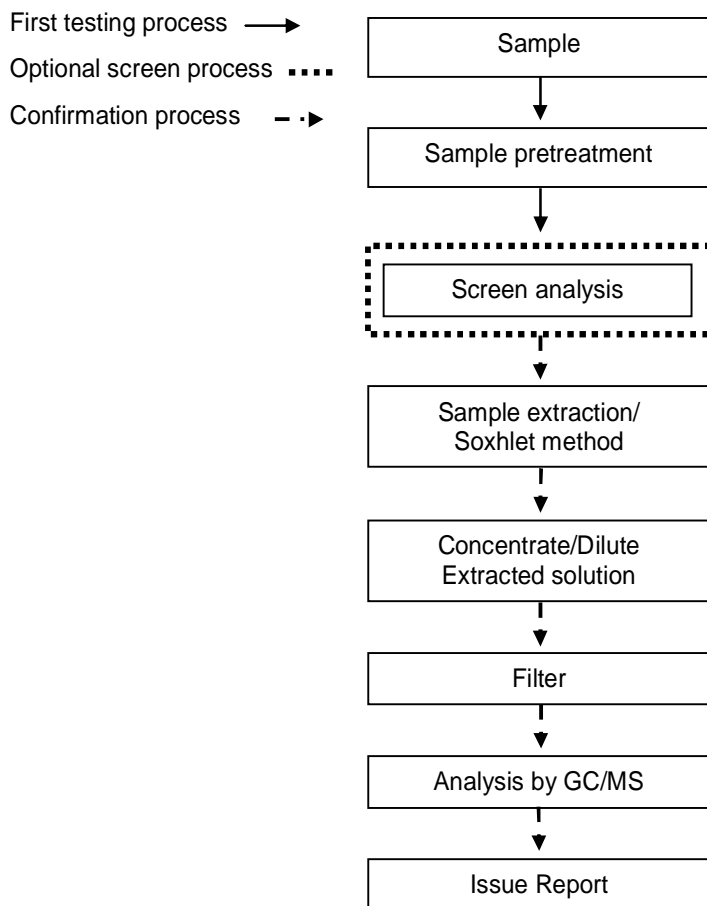 First testing process
Optional screen process
Confirmation process
Sample
Sample pretreatment
Screen analysis
Sample extraction/
Soxhlet method
Concentrate/Dilute
Extracted solution
Filter
Analysis by GC/MS
Issue Report